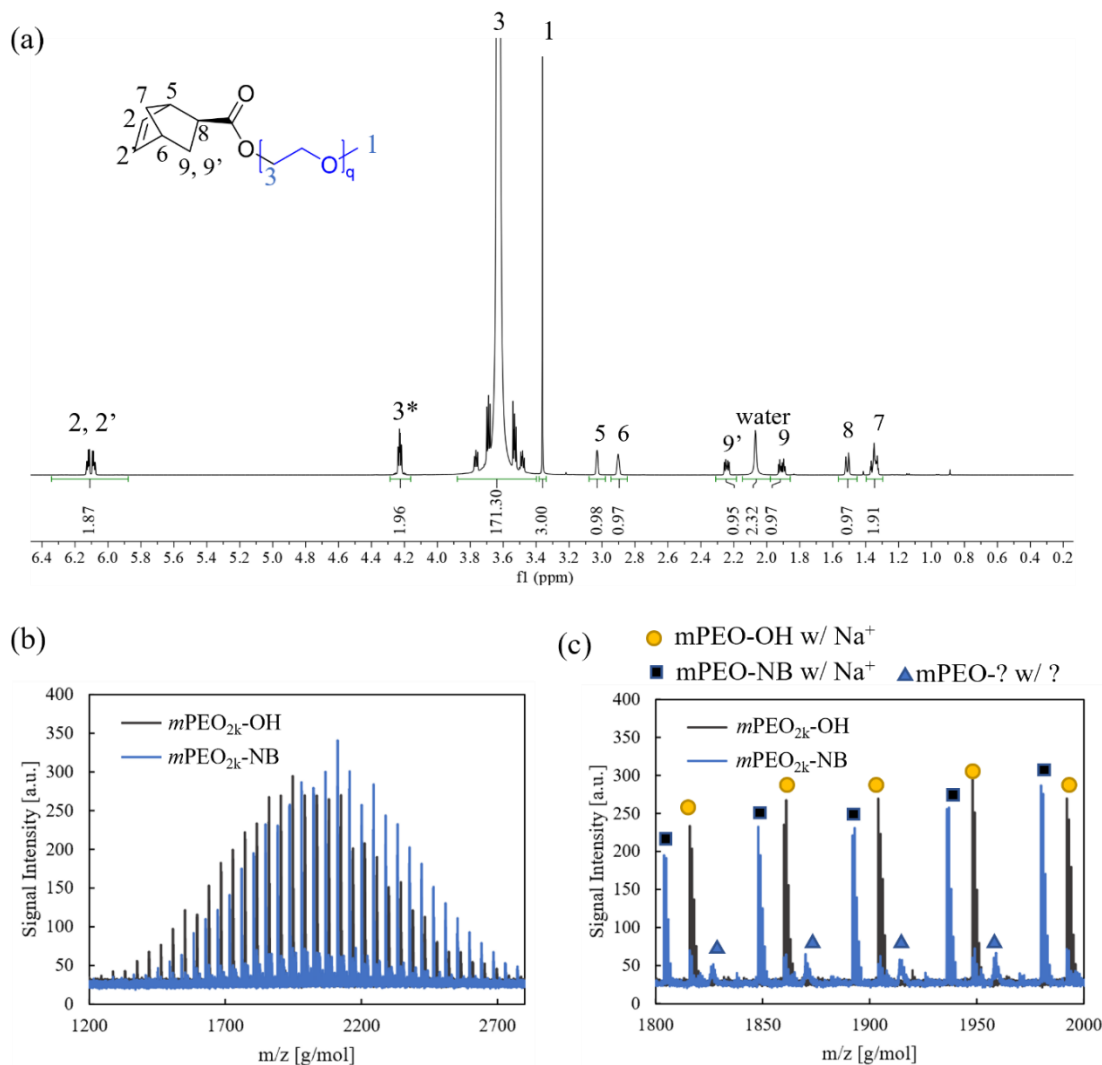 (a)
3
1
7
5
O
2
8
2'
6
9, 9'
O
3
O
q
1
2, 2'
3*
5
6
9'
water
9
8
7
1.87
1.96
171.30
3.00
0.98
0.97
0.95
2.32
0.97
0.97
1.91
6.4 6.2 6.0 5.8 5.6 5.4 5.2 5.0 4.8 4.6 4.4 4.2 4.0 3.8 3.6 3.4 3.2 3.0 2.8 2.6 2.4 2.2 2.0 1.8 1.6 1.4 1.2 1.0 0.8 0.6 0.4 0.2
f1 (ppm)
(b)
400
350
300
250
200
150
100
50
0
Signal Intensity [a.u.]
mPEO2k-OH
mPEO2k-NB
1200 1700 2200 2700
m/z [g/mol]
(c)
mPEO-OH w/ Na+
mPEO-NB w/ Na+ mPEO-? w/ ?
400
350
300
250
200
150
100
50
0
Signal Intensity [a.u.]
mPEO2k-OH
mPEO2k-NB
1800 1850 1900 1950 2000
m/z [g/mol]